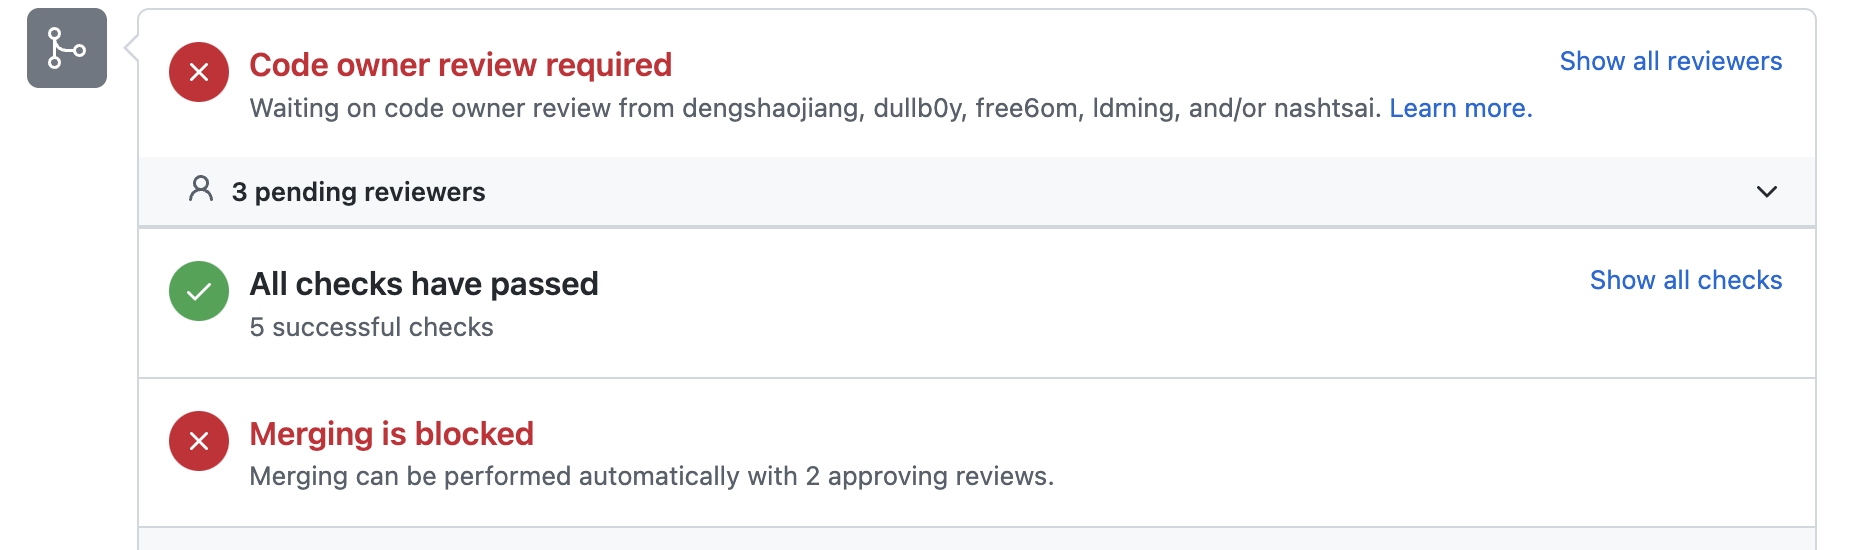 Code owner review required
Show all reviewers
Waiting on code owner review from dengshaojiang, dullb0y, free6om, ldming, and/or nashtsai. Learn more.
3 pending reviewers
All checks have passed
Show all checks
5 successful checks
Merging is blocked
Merging can be performed automatically with 2 approving reviews.